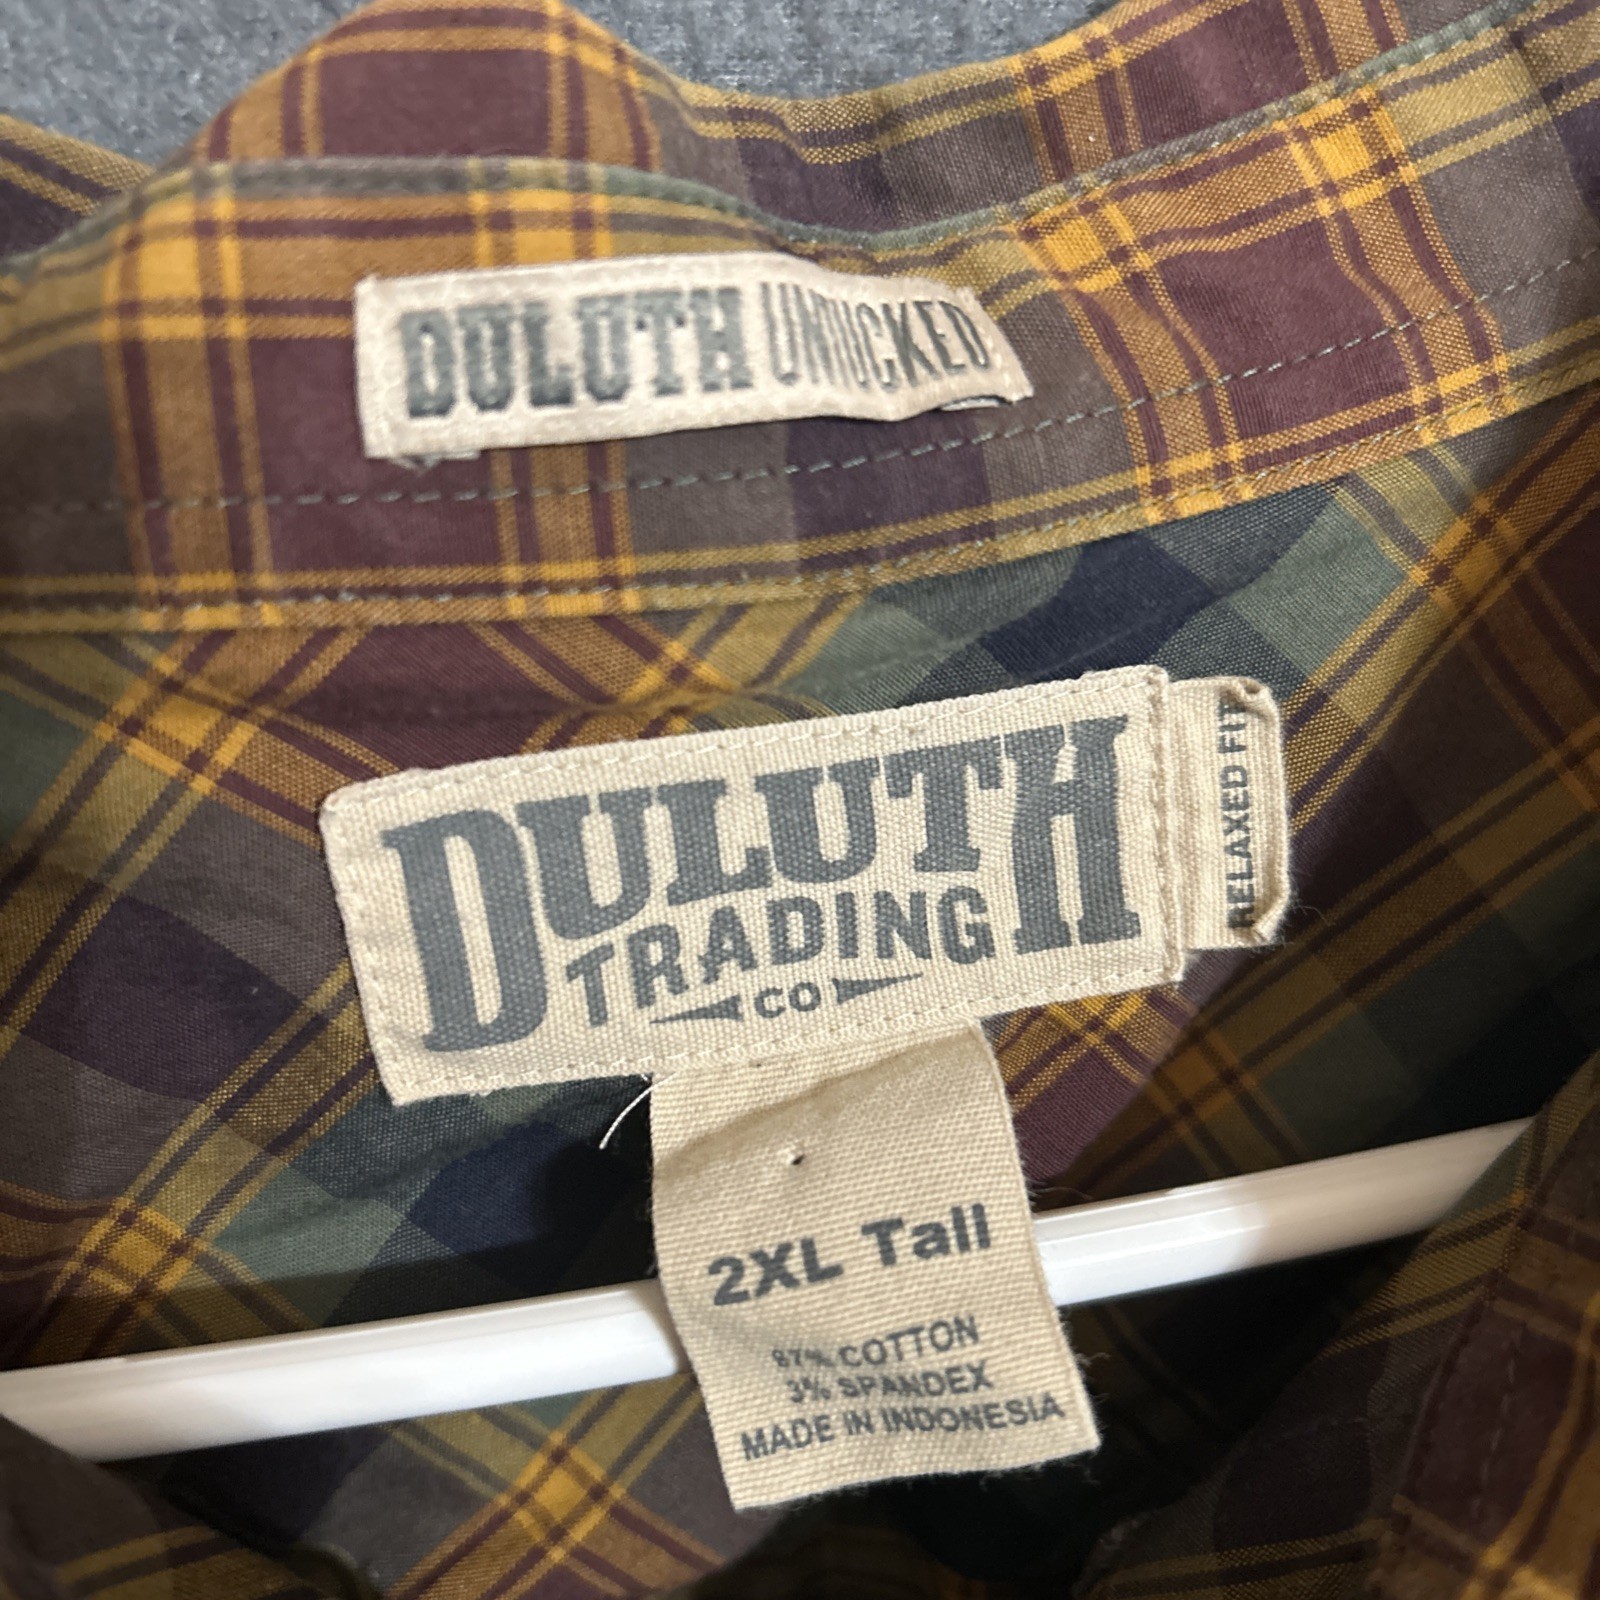 DULUTH UNTUCKED
DULUTH
TRADING
CO
RELAXED FIT
2XL Tall
97% COTTON
3% SPANDEX
MADE IN INDONESIA